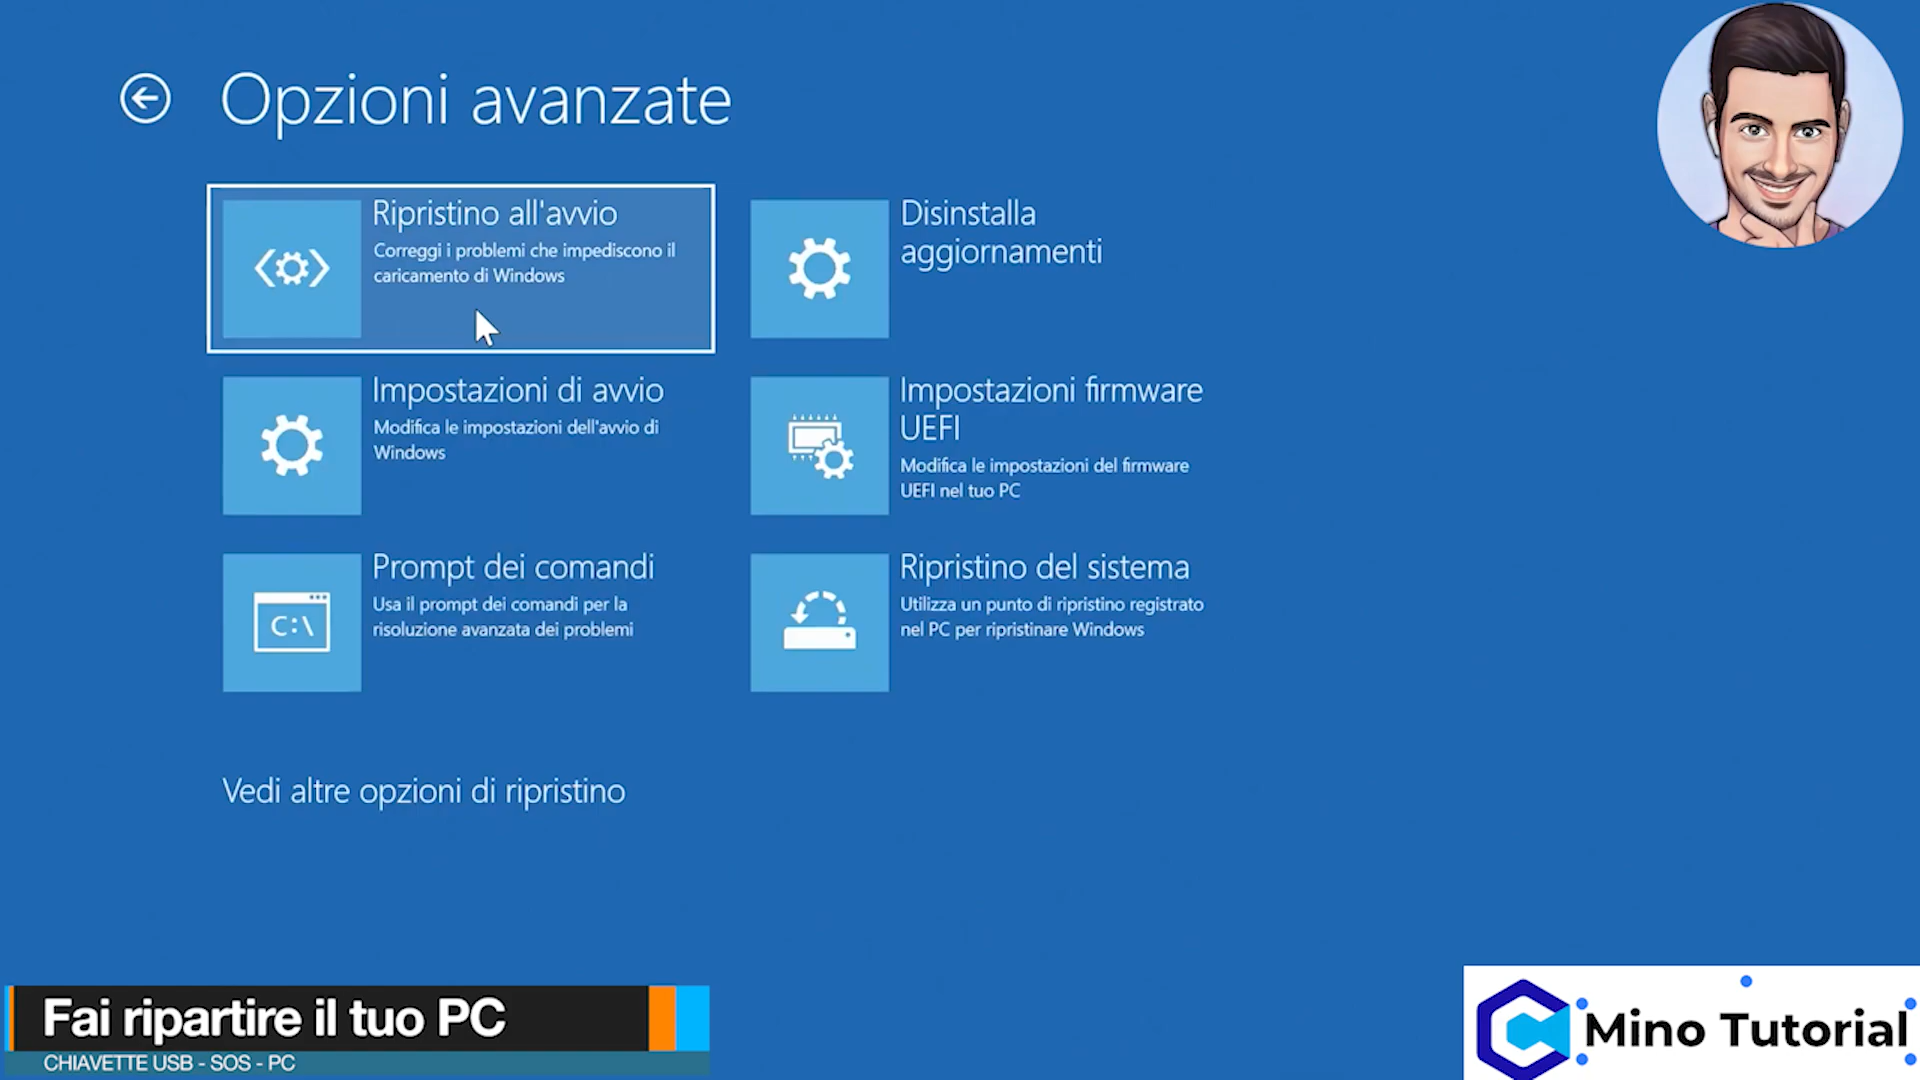 Opzioni avanzate
Ripristino all'avvio
Correggi i problemi che impediscono il
caricamento di Windows
Disinstalla
aggiornamenti
Impostazioni di avvio
Modifica le impostazioni dell'avvio di
Windows
Impostazioni firmware
UEFI
Modifica le impostazioni del firmware
UEFI nel tuo PC
Prompt dei comandi
Usa il prompt dei comandi per la
risoluzione avanzata dei problemi
C:\
Ripristino del sistema
Utilizza un punto di ripristino registrato
nel PC per ripristinare Windows
Vedi altre opzioni di ripristino
Fai ripartire il tuo PC
CHIAVETTE USB - SOS - PC
Mino Tutorial